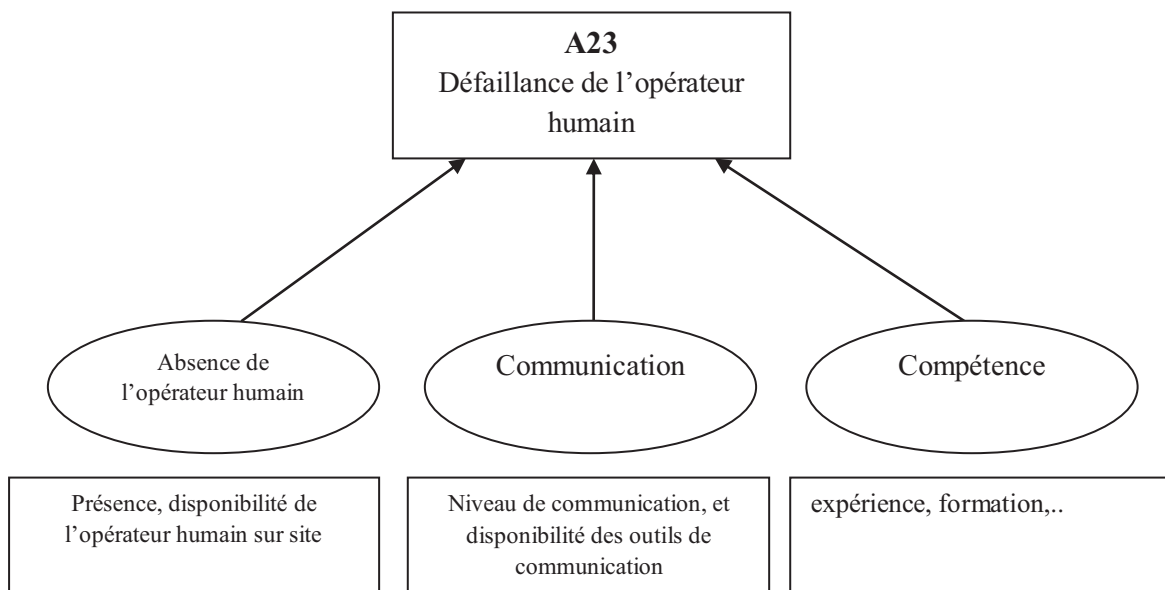 A23
Défaillance de l’opérateur
humain
Absence de
l’opérateur humain
Communication
Compétence
Présence, disponibilité de
l’opérateur humain sur site
Niveau de communication, et
disponibilité des outils de
communication
expérience, formation,..